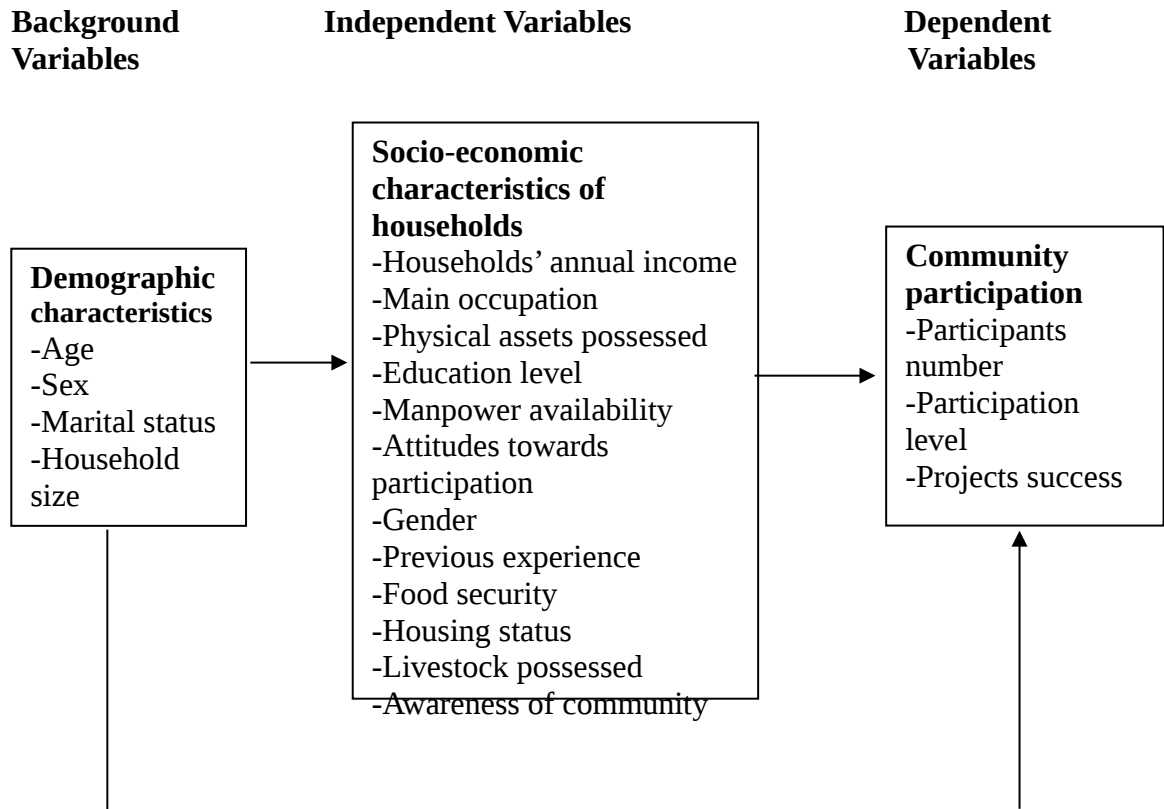 Background
Variables
Independent Variables
Dependent
Variables
Demographic
characteristics
-Age
-Sex
-Marital status
-Household
size
Socio-economic
characteristics of
households
-Households’ annual income
-Main occupation
-Physical assets possessed
-Education level
-Manpower availability
-Attitudes towards
participation
-Gender
-Previous experience
-Food security
-Housing status
-Livestock possessed
-Awareness of community
Community
participation
-Participants
number
-Participation
level
-Projects success